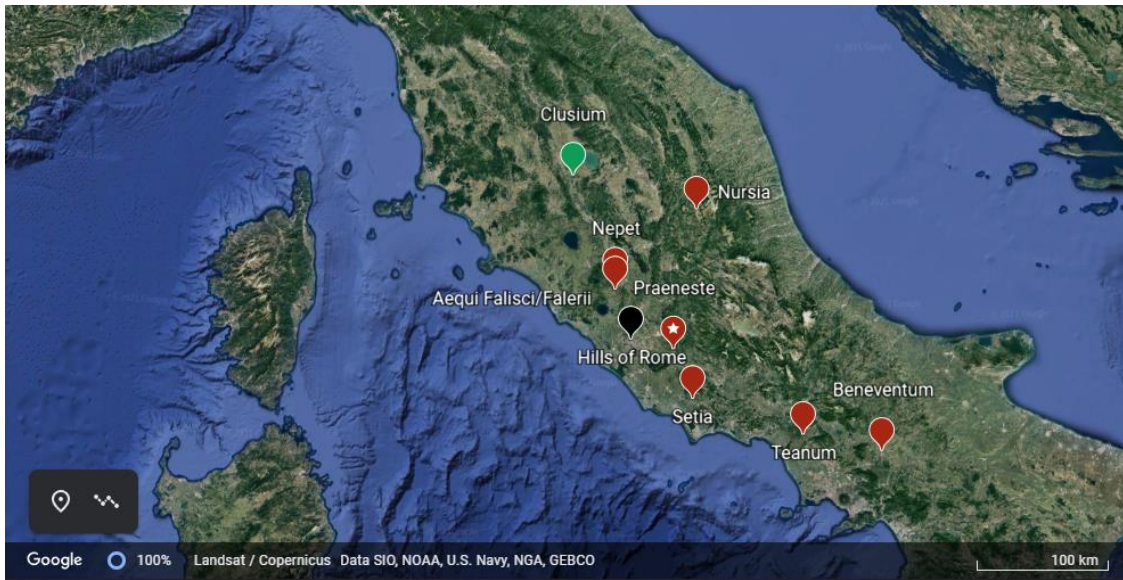 Clusium
Nursia
Nepet
Praeneste
Aequi Falisci/Falerii
Hills of Rome
Beneventum
Setia
Teanum
Google 100% Landsat / Copernicus Data SIO, NOAA, U.S. Navy, NGA, GEBCO 100 km